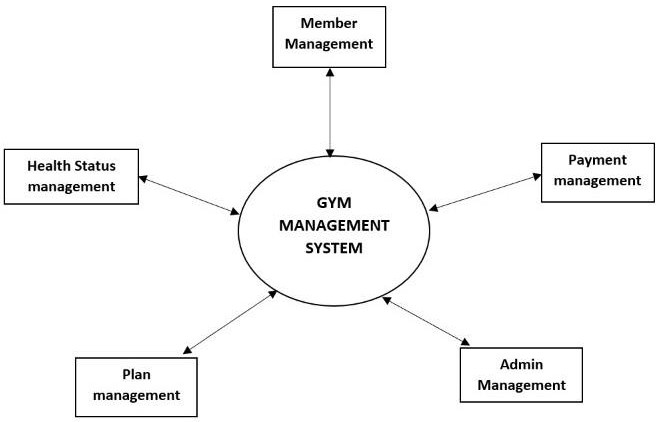 Member
Management
Health Status
management
Payment
management
GYM
MANAGEMENT
SYSTEM
Plan
management
Admin
Management